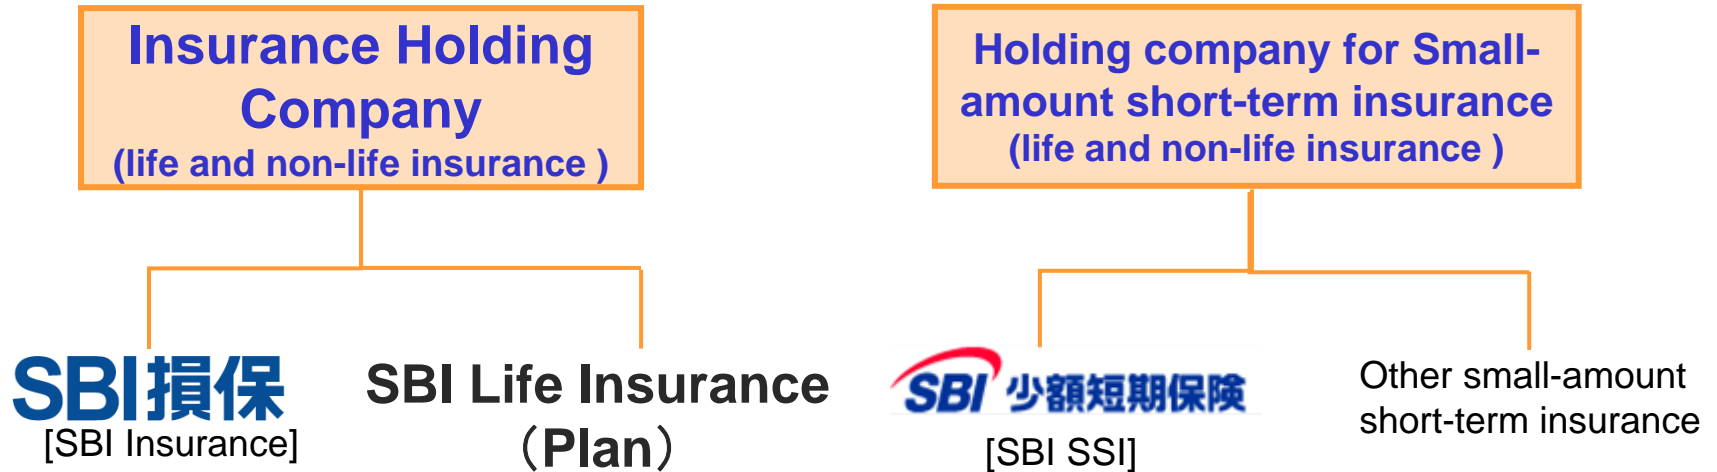 Insurance Holding
Company
(life and non-life insurance )
SBI損保
[SBI Insurance]
SBI Life Insurance
（Plan）
Holding company for Small-
amount short-term insurance
(life and non-life insurance )
SBI 少額短期保険
[SBI SSI]
Other small-amount
short-term insurance